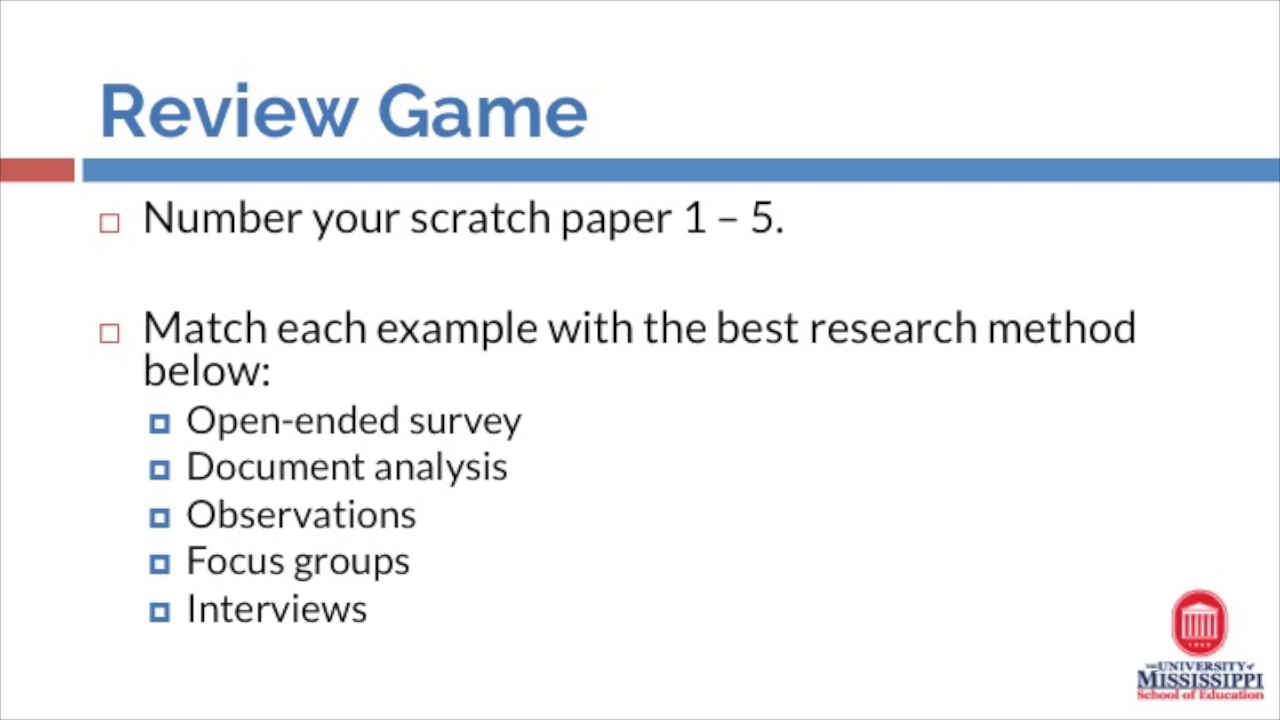 Review Game
Number your scratch paper 1 – 5.
Match each example with the best research method
below:
Open-ended survey
Document analysis
Observations
Focus groups
Interviews
THE UNIVERSITY of
MISSISSIPPI
School of Education